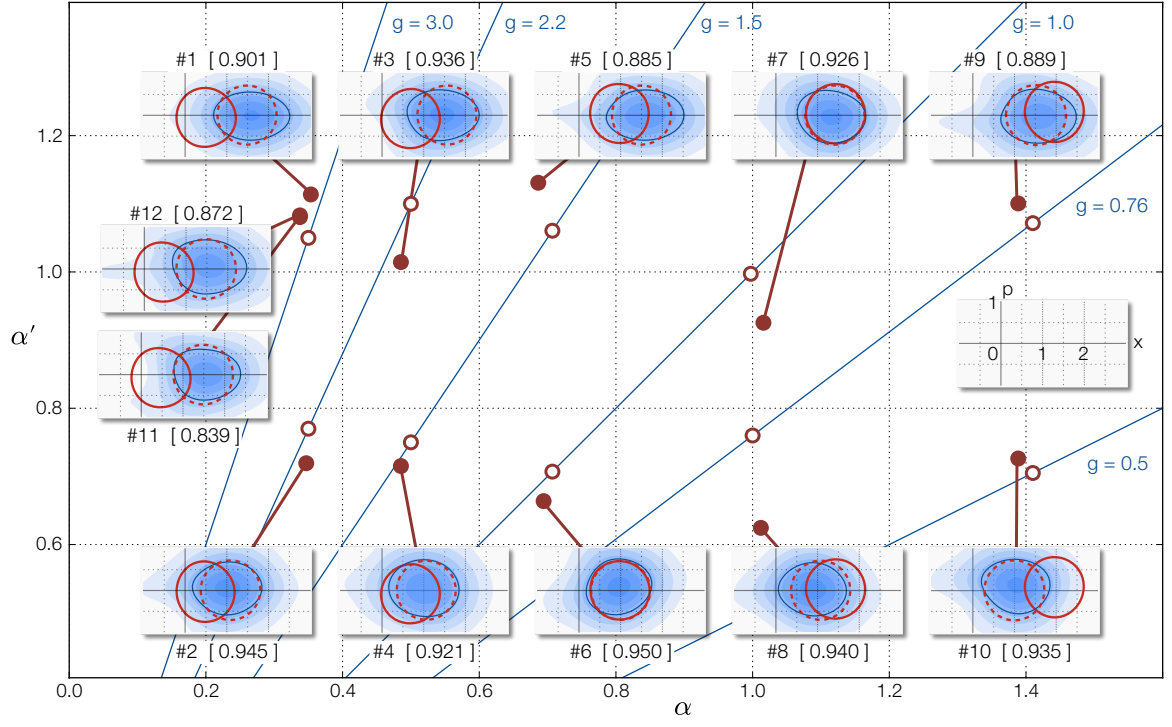 g = 3.0 g = 2.2 g = 1.5 g = 1.0
#1 [ 0.901 ] #3 [ 0.936 ] #5 [ 0.885 ] #7 [ 0.926 ] #9 [ 0.889 ]
1.2
g = 0.76
#12 [ 0.872 ]
1.0
1 p
α′
0 1 2 x
0.8
#11 [ 0.839 ]
g = 0.5
0.6
#2 [ 0.945 ] #4 [ 0.921 ] #6 [ 0.950 ] #8 [ 0.940 ] #10 [ 0.935 ]
0.0 0.2 0.4 0.6 0.8 1.0 1.2 1.4
α